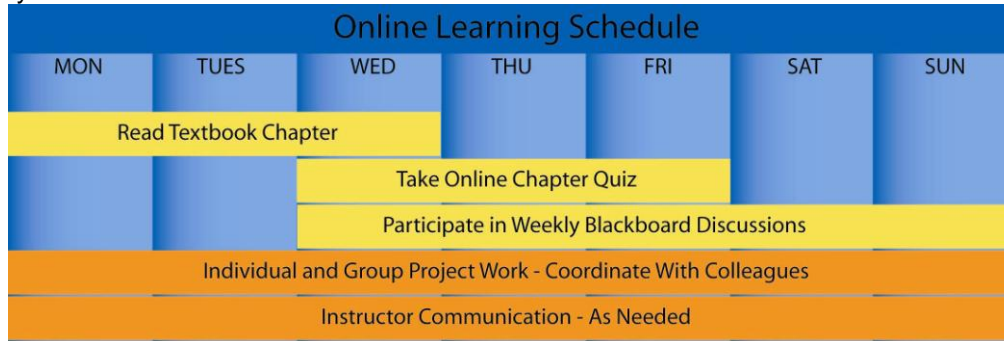 Online Learning Schedule
MON TUES WED THU FRI SAT SUN
Read Textbook Chapter
Take Online Chapter Quiz
Participate in Weekly Blackboard Discussions
Individual and Group Project Work - Coordinate With Colleagues
Instructor Communication - As Needed